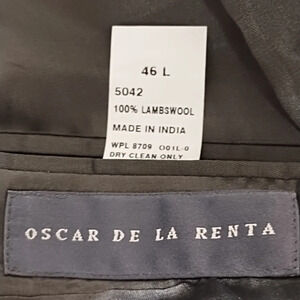 46 L
5042
100% LAMBSWOOL
MADE IN INDIA
WPL 8709
DRY CLEAN ONLY
OSCAR DE LA RENTA